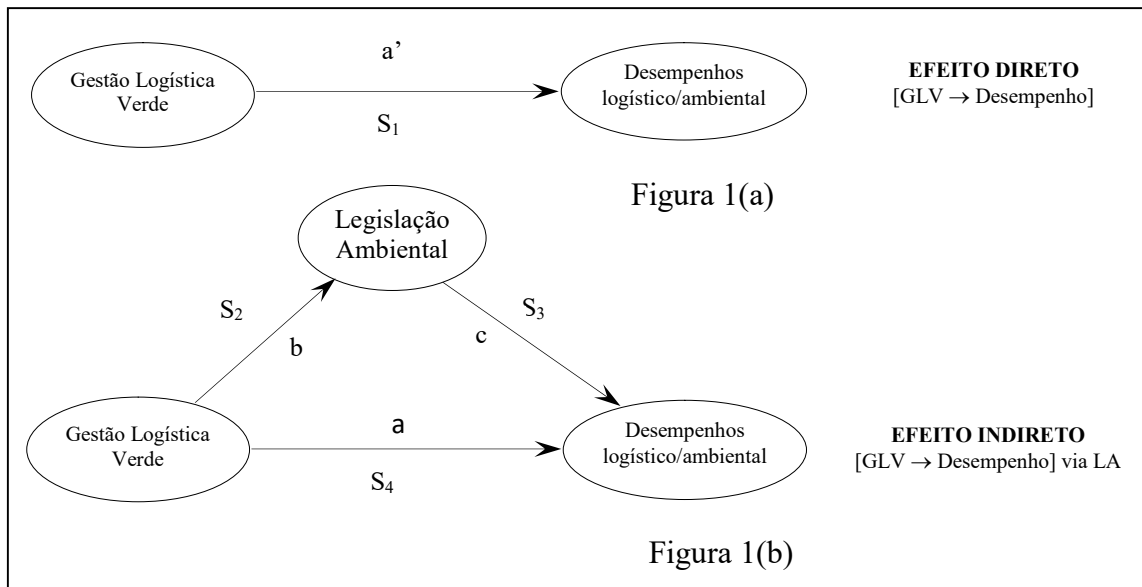 a’
Gestão Logística
Verde
Desempenhos
logístico/ambiental
EFEITO DIRETO
[GLV → Desempenho]
S1
Figura 1(a)
Legislação
Ambiental
S2
S3
b
c
Gestão Logística
Verde
a
Desempenhos
logístico/ambiental
EFEITO INDIRETO
[GLV → Desempenho] via LA
S4
Figura 1(b)